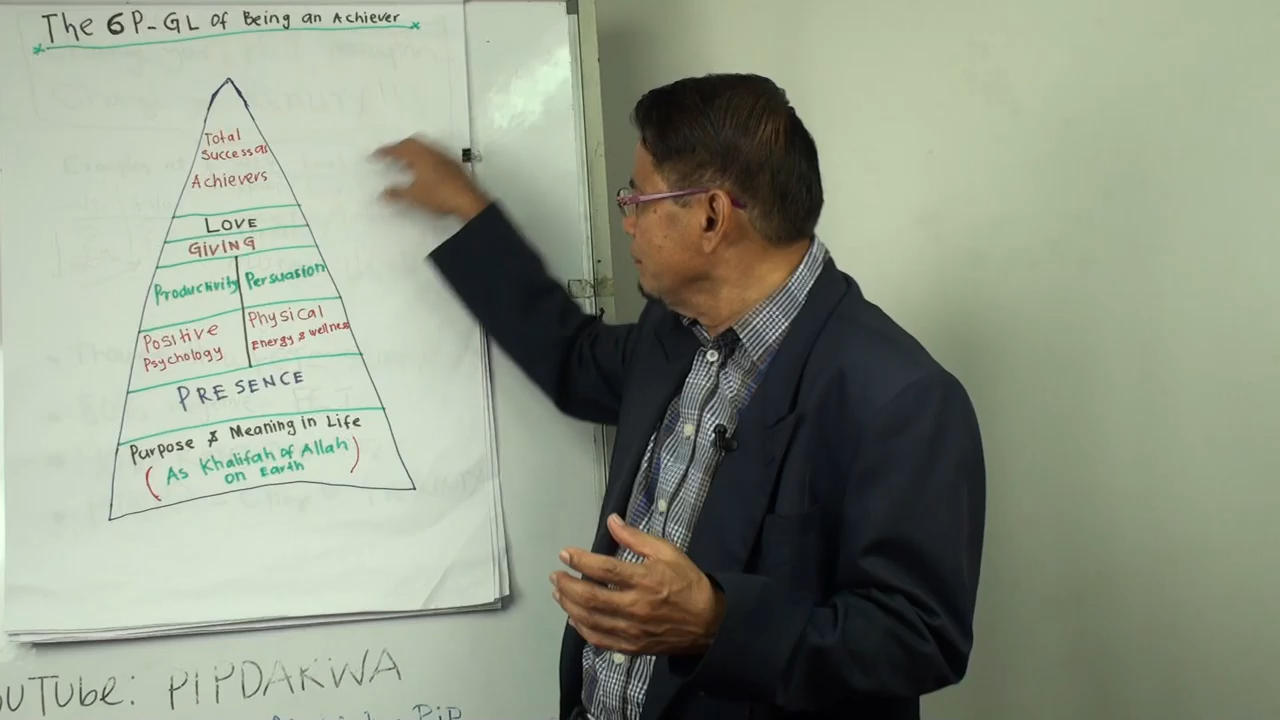 The 6P-GL of Being an Achiever
Total
Success as
Achievers
LOVE
GIVING
Productivity Persuasion
Positive
Psychology
Physical
Energy & wellness
PRESENCE
Purpose & Meaning in Life
(As Khalifah of Allah
on Earth)
ouTube: PIPDAKWA
PiP